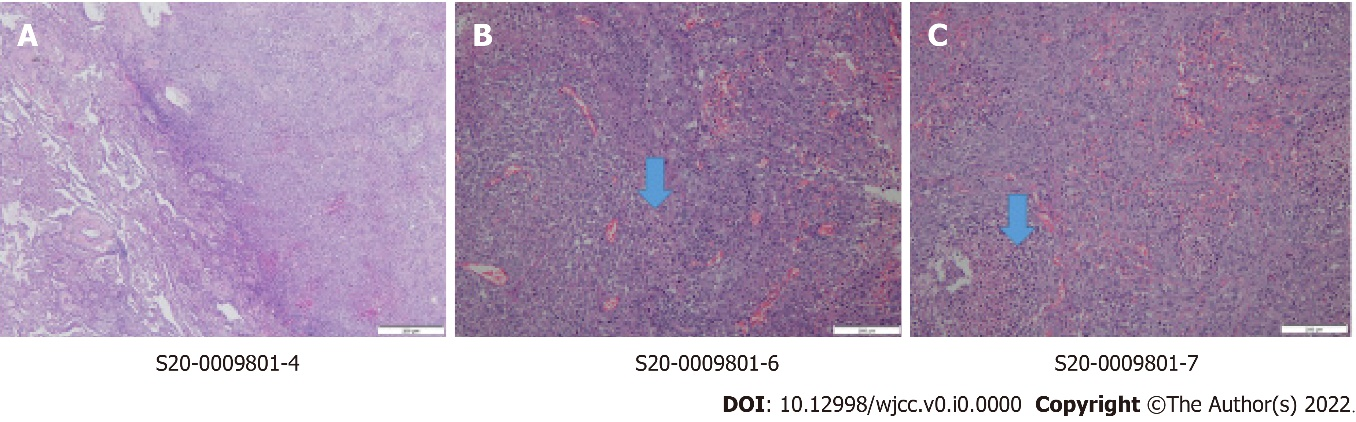 A
B
C
S20-0009801-4
S20-0009801-6
S20-0009801-7
DOI: 10.12998/wjcc.v0.i0.0000 Copyright ©The Author(s) 2022.